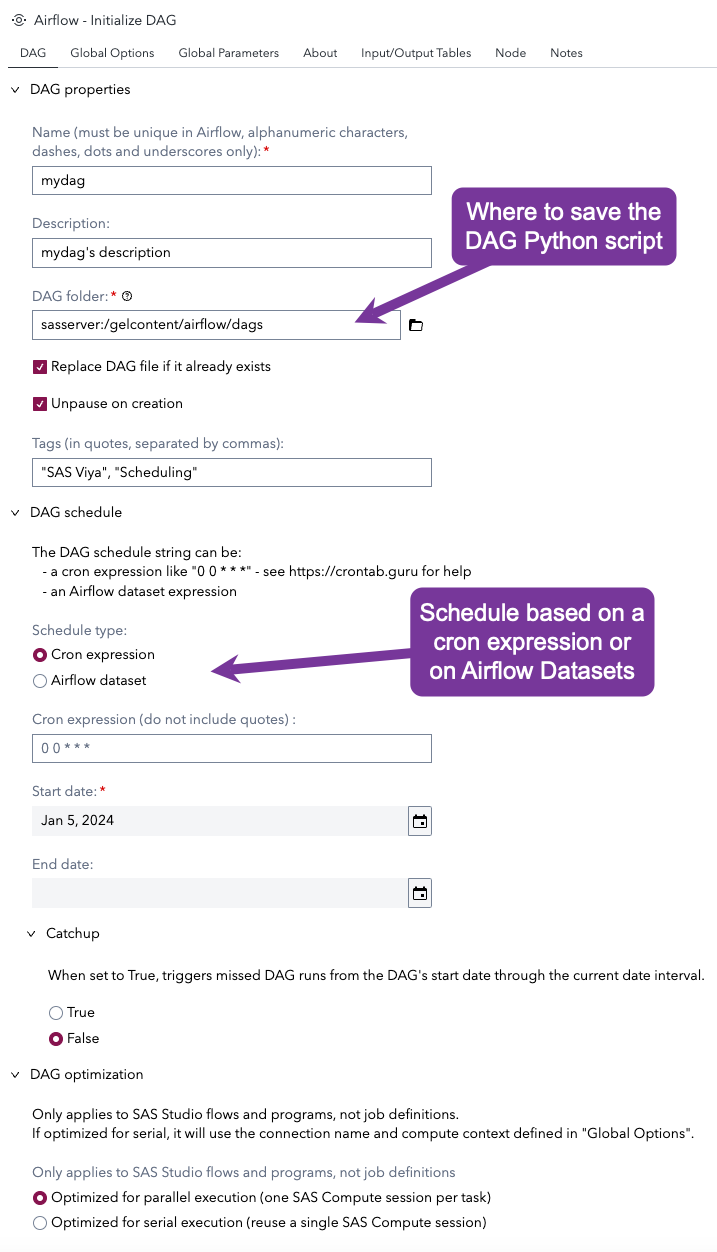 Airflow - Initialize DAG
DAG Global Options Global Parameters About Input/Output Tables Node Notes
DAG properties
Name (must be unique in Airflow, alphanumeric characters,
dashes, dots and underscores only):*
mydag
Where to save the
DAG Python script
Description:
mydag's description
DAG folder:*
sasserver:/gelcontent/airflow/dags
Replace DAG file if it already exists
Unpause on creation
Tags (in quotes, separated by commas):
"SAS Viya", "Scheduling"
DAG schedule
The DAG schedule string can be:
- a cron expression like "0 0 * * *" - see https://crontab.guru for help
- an Airflow dataset expression
Schedule based on a
cron expression or
on Airflow Datasets
Schedule type:
Cron expression
Airflow dataset
Cron expression (do not include quotes) :
0 0 * * *
Start date:*
Jan 5, 2024
End date:
Catchup
When set to True, triggers missed DAG runs from the DAG's start date through the current date interval.
True
False
DAG optimization
Only applies to SAS Studio flows and programs, not job definitions.
If optimized for serial, it will use the connection name and compute context defined in "Global Options".
Only applies to SAS Studio flows and programs, not job definitions
Optimized for parallel execution (one SAS Compute session per task)
Optimized for serial execution (reuse a single SAS Compute session)